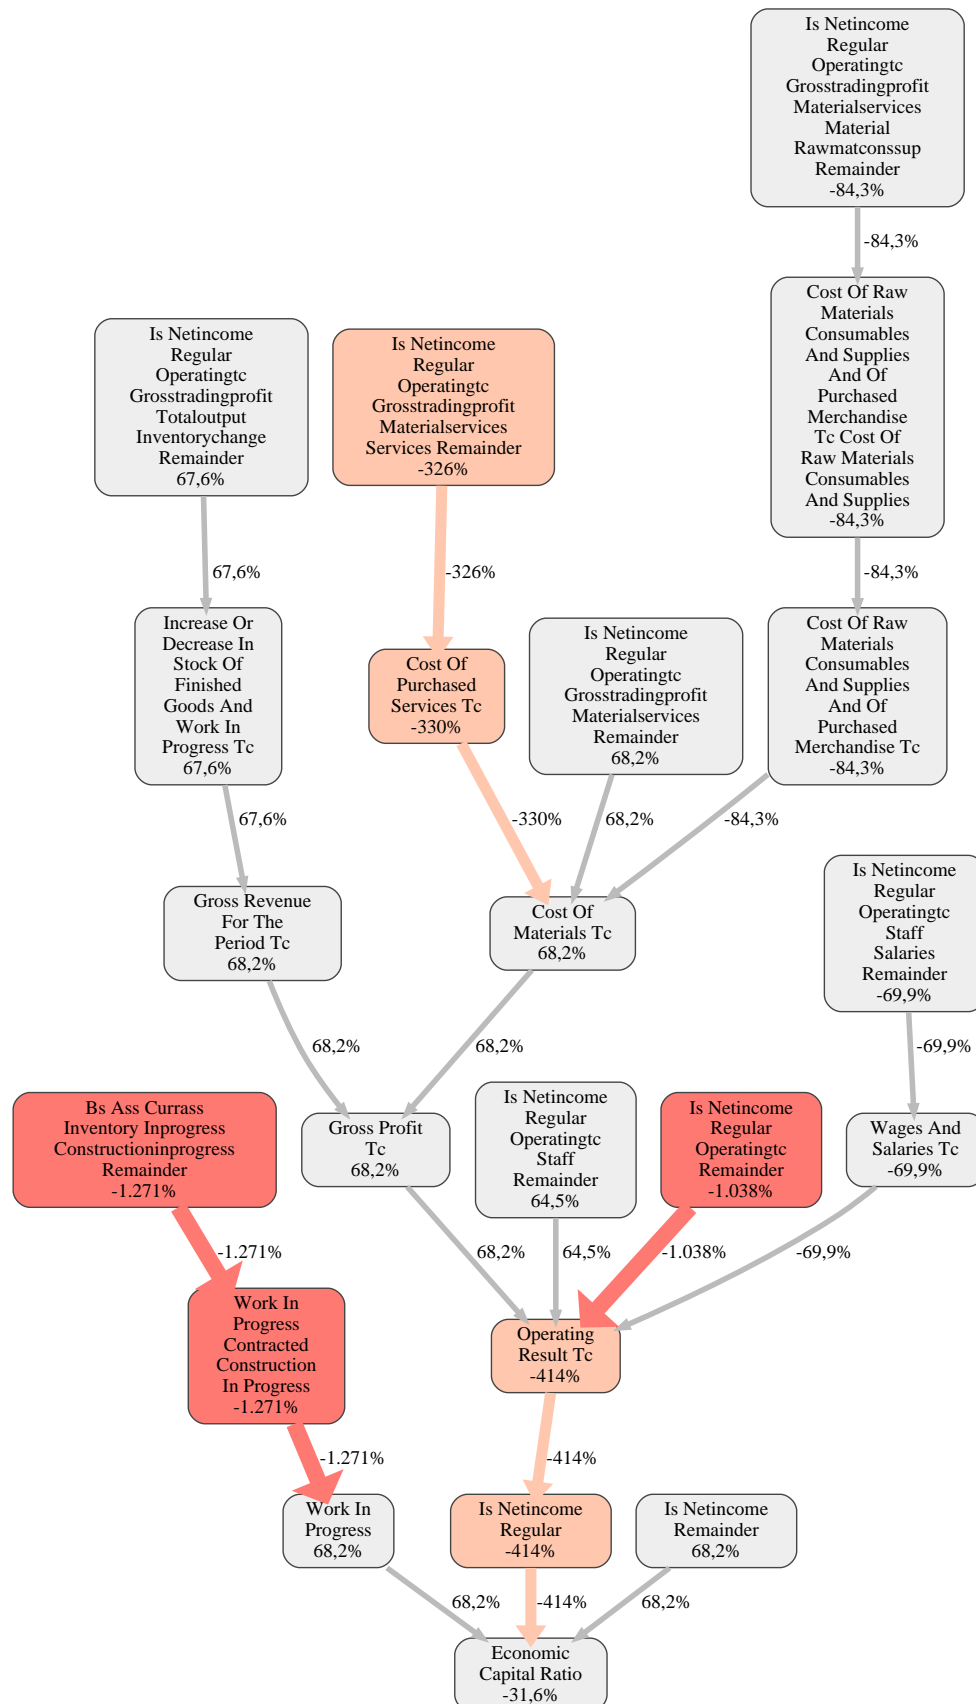 Is Netincome
Regular
Operatingtc
Grosstradingprofit
Materialservices
Material
Rawmatconssup
Remainder
-84,3%
-84,3%
Cost Of Raw
Materials
Consumables
And Supplies
And Of
Purchased
Merchandise
Tc Cost Of
Raw Materials
Consumables
And Supplies
-84,3%
Is Netincome
Regular
Operatingtc
Grosstradingprofit
Totaloutput
Inventorychange
Remainder
67,6%
Is Netincome
Regular
Operatingtc
Grosstradingprofit
Materialservices
Services Remainder
-326%
67,6%
-326%
-84,3%
Increase Or
Decrease In
Stock Of
Finished
Goods And
Work In
Progress Tc
67,6%
Cost Of
Purchased
Services Tc
-330%
Is Netincome
Regular
Operatingtc
Grosstradingprofit
Materialservices
Remainder
68,2%
Cost Of Raw
Materials
Consumables
And Supplies
And Of
Purchased
Merchandise Tc
-84,3%
67,6%
-330%
68,2%
-84,3%
Gross Revenue
For The
Period Tc
68,2%
Cost Of
Materials Tc
68,2%
Is Netincome
Regular
Operatingtc
Staff
Salaries
Remainder
-69,9%
68,2%
68,2%
-69,9%
Bs Ass Currass
Inventory Inprogress
Constructioninprogress
Remainder
-1.271%
Gross Profit
Tc
68,2%
Is Netincome
Regular
Operatingtc
Staff
Remainder
64,5%
Is Netincome
Regular
Operatingtc
Remainder
-1.038%
Wages And
Salaries Tc
-69,9%
-1.271%
68,2%
64,5%
-1.038%
-69,9%
Work In
Progress
Contracted
Construction
In Progress
-1.271%
Operating
Result Tc
-414%
-1.271%
-414%
Work In
Progress
68,2%
Is Netincome
Regular
-414%
Is Netincome
Remainder
68,2%
68,2%
-414%
68,2%
Economic
Capital Ratio
-31,6%